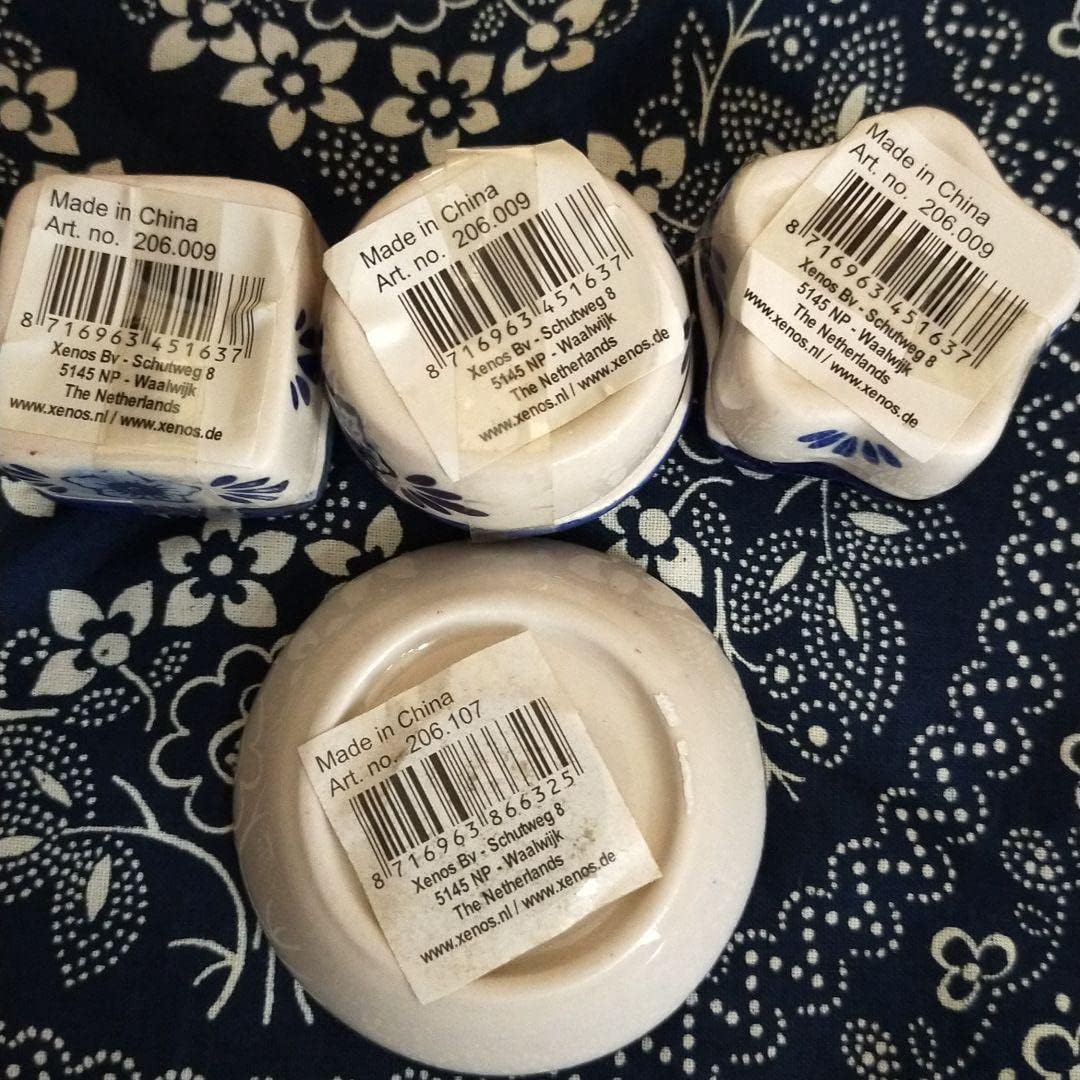 Made in China
Art. no. 206.009
8 716963 451637
Xenos Bv - Schutweg 8
5145 NP - Waalwijk
The Netherlands
www.xenos.nl / www.xenos.de
Made in China
Art. no. 206.009
8 716963 451637
Xenos Bv - Schutweg 8
5145 NP - Waalwijk
The Netherlands
www.xenos.nl / www.xenos.de
Made in China
Art. no. 206.009
8 716963 451637
Xenos Bv - Schutweg 8
5145 NP - Waalwijk
The Netherlands
www.xenos.nl / www.xenos.de
Made in China
Art. no. 206.107
8 716963 866325
Xenos Bv - Schutweg 8
5145 NP - Waalwijk
The Netherlands
www.xenos.nl / www.xenos.de